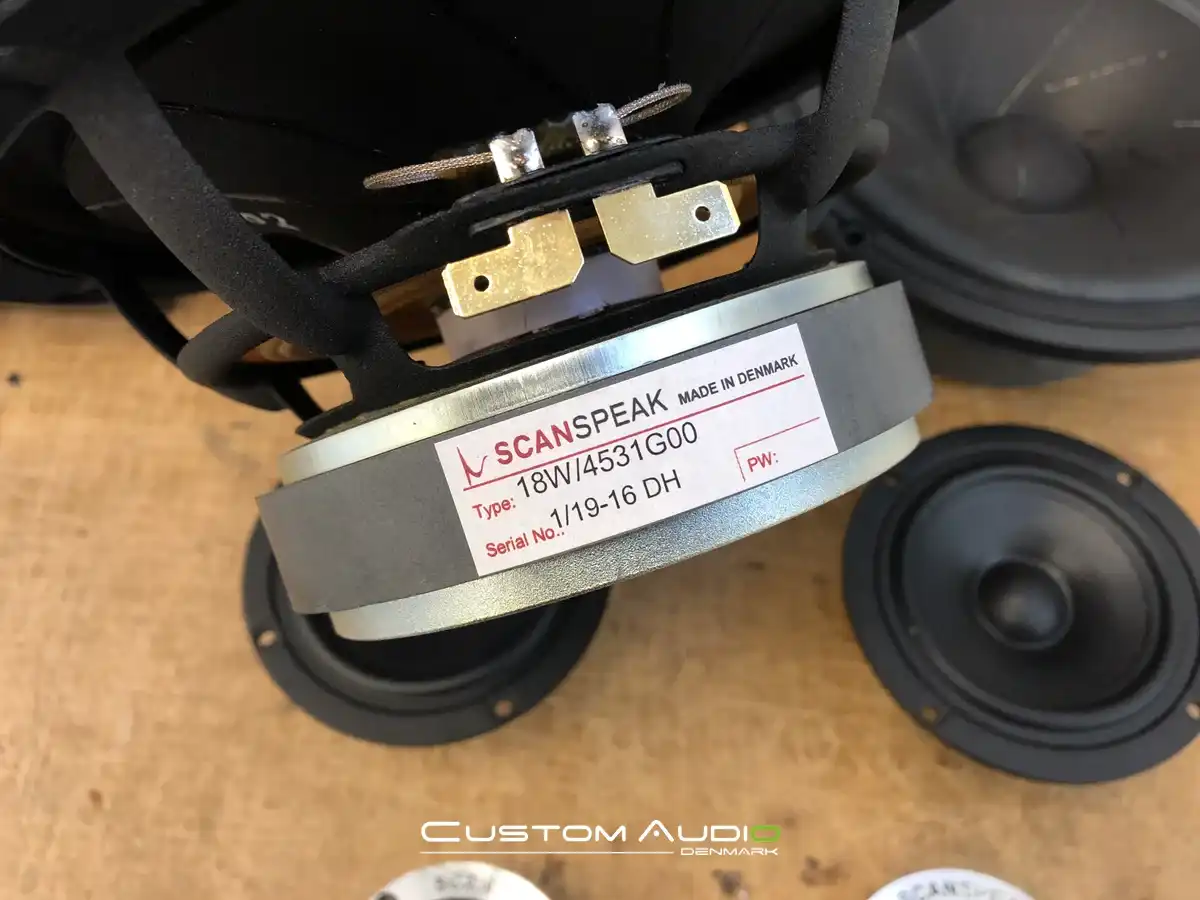 SCANSPEAK MADE IN DENMARK
Type: 18W/4531G00
Serial No.: 1/19-16 DH
PW:
CUSTOM AUDIO
DENMARK